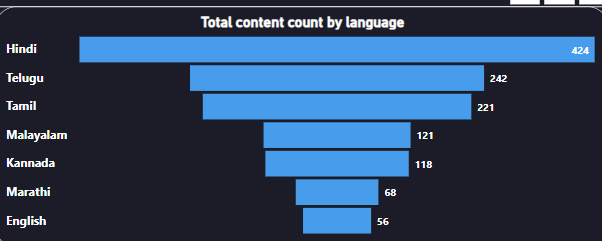 Total content count by language
Hindi 424
Telugu 242
Tamil 221
Malayalam 121
Kannada 118
Marathi 68
English 56